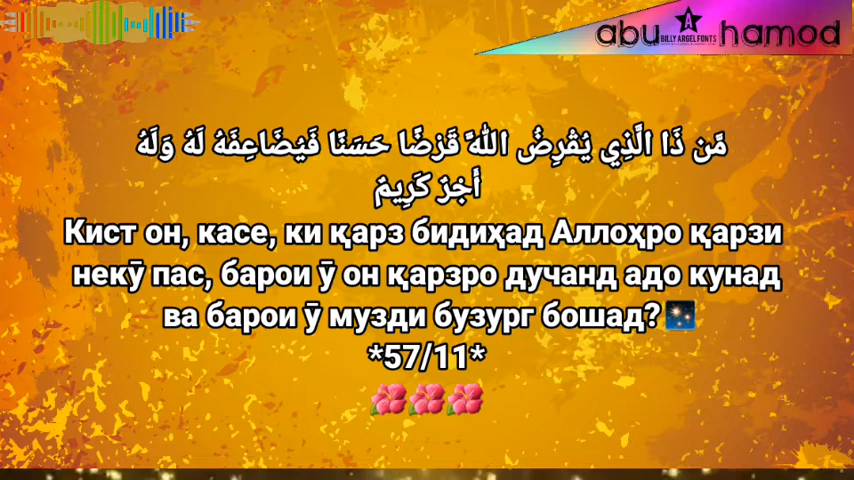 abu BILLY ARGEL FONTS hamod
مَّن ذَا الَّذِي يُقْرِضُ اللَّهَ قَرْضًا حَسَنًا فَيُضَاعِفَهُ لَهُ وَلَهُ
أَجْرٌ كَرِيمٌ
Кист он, касе, ки қарз бидиҳад Аллоҳро қарзи
некӯ пас, барои ӯ он қарзро дучанд адо кунад
ва барои ӯ музди бузург бошад?🎇
*57/11*
🌺🌺🌺